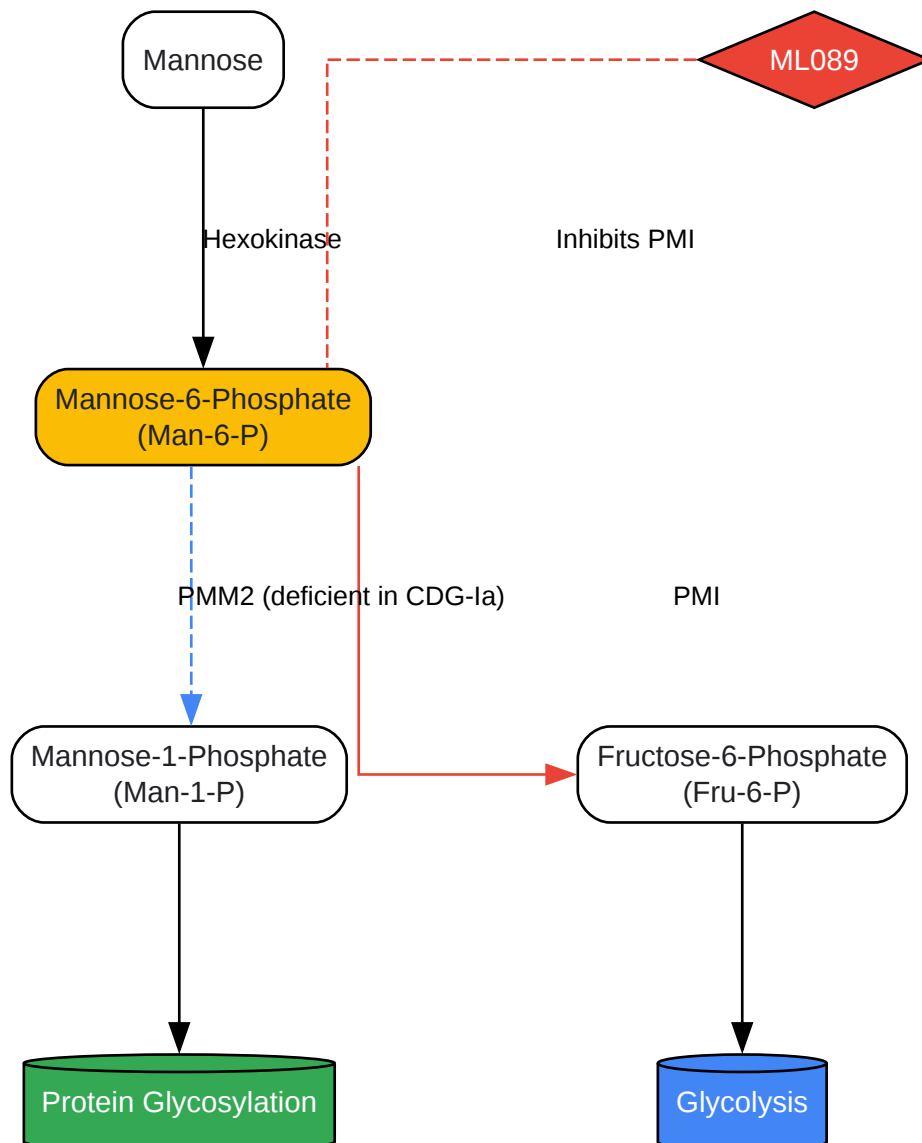 Mannose
ML089
Hexokinase
Inhibits PMI
Mannose-6-Phosphate
(Man-6-P)
PMM2 (deficient in CDG-Ia)
PMI
Mannose-1-Phosphate
(Man-1-P)
Fructose-6-Phosphate
(Fru-6-P)
Protein Glycosylation
Glycolysis